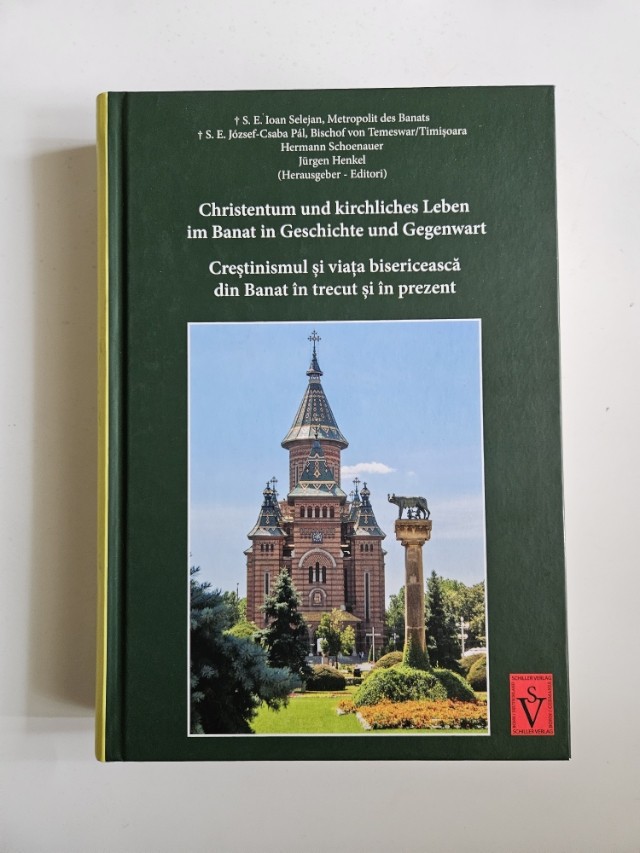 † S. E. Ioan Selejan, Metropolit des Banats
† S. E. József-Csaba Pál, Bischof von Temeswar/Timișoara
Hermann Schoenauer
Jürgen Henkel
(Herausgeber - Editori)
Christentum und kirchliches Leben
im Banat in Geschichte und Gegenwart
Creștinismul și viața bisericească
din Banat în trecut și în prezent
SCHILLER VERLAG
SV
SCHILLER VERLAG